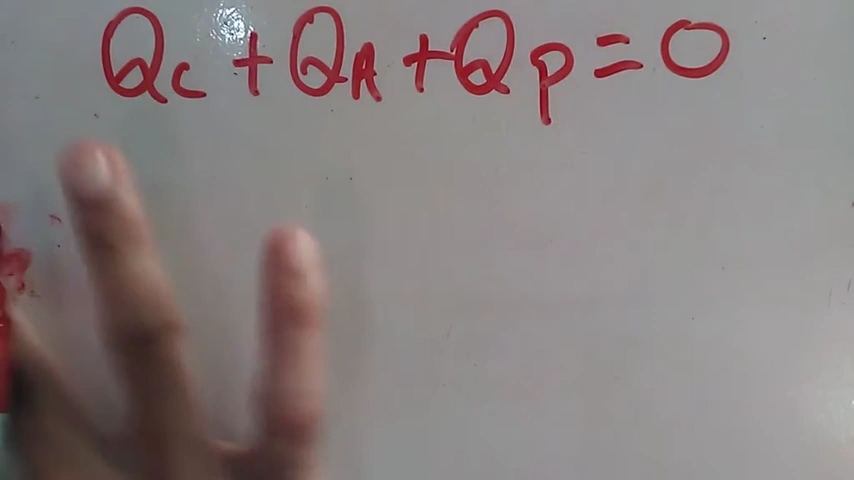 Qc + QA + Qp = 0